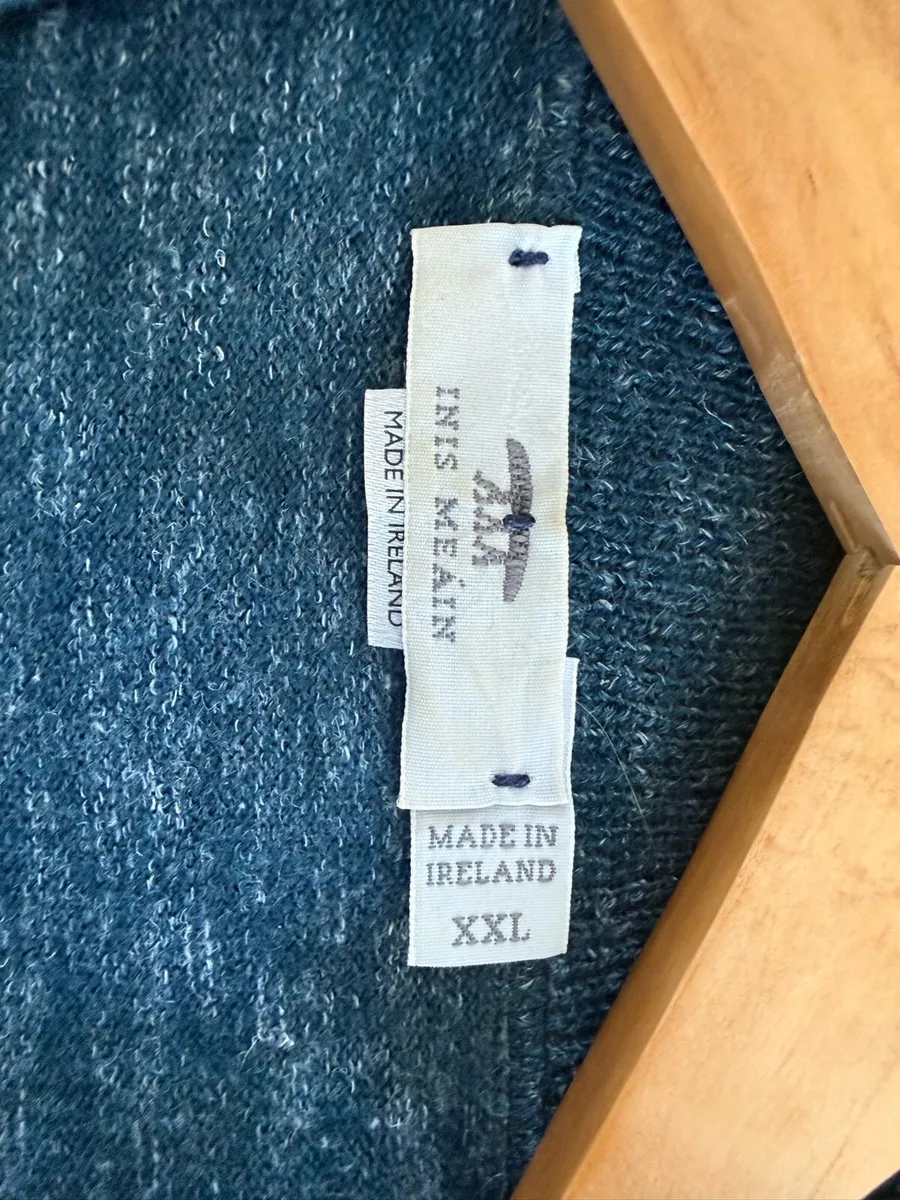 INIS MEÁIN
MADE IN IRELAND
MADE IN
IRELAND
XXL